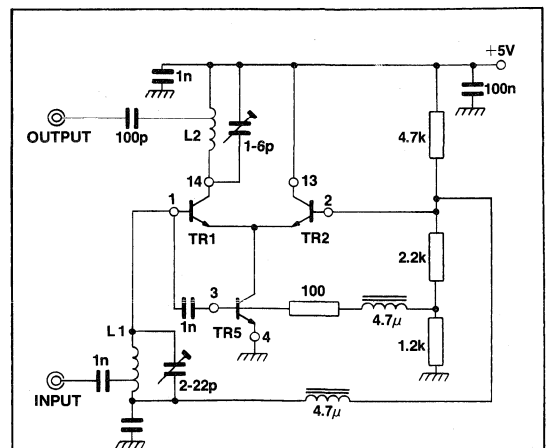 +5V
1n
100n
OUTPUT
100p
L2
1-6p
4.7k
14
13
1
2
TR1
TR2
2.2k
3
100
1n
TR5
4
4.7μ
1.2k
L1
1n
2-22p
INPUT
4.7μ